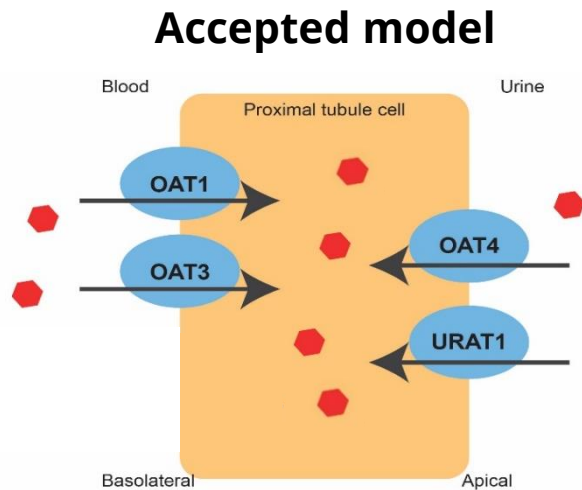 Accepted model
Blood
Urine
Proximal tubule cell
OAT1
OAT3
OAT4
URAT1
Basolateral
Apical